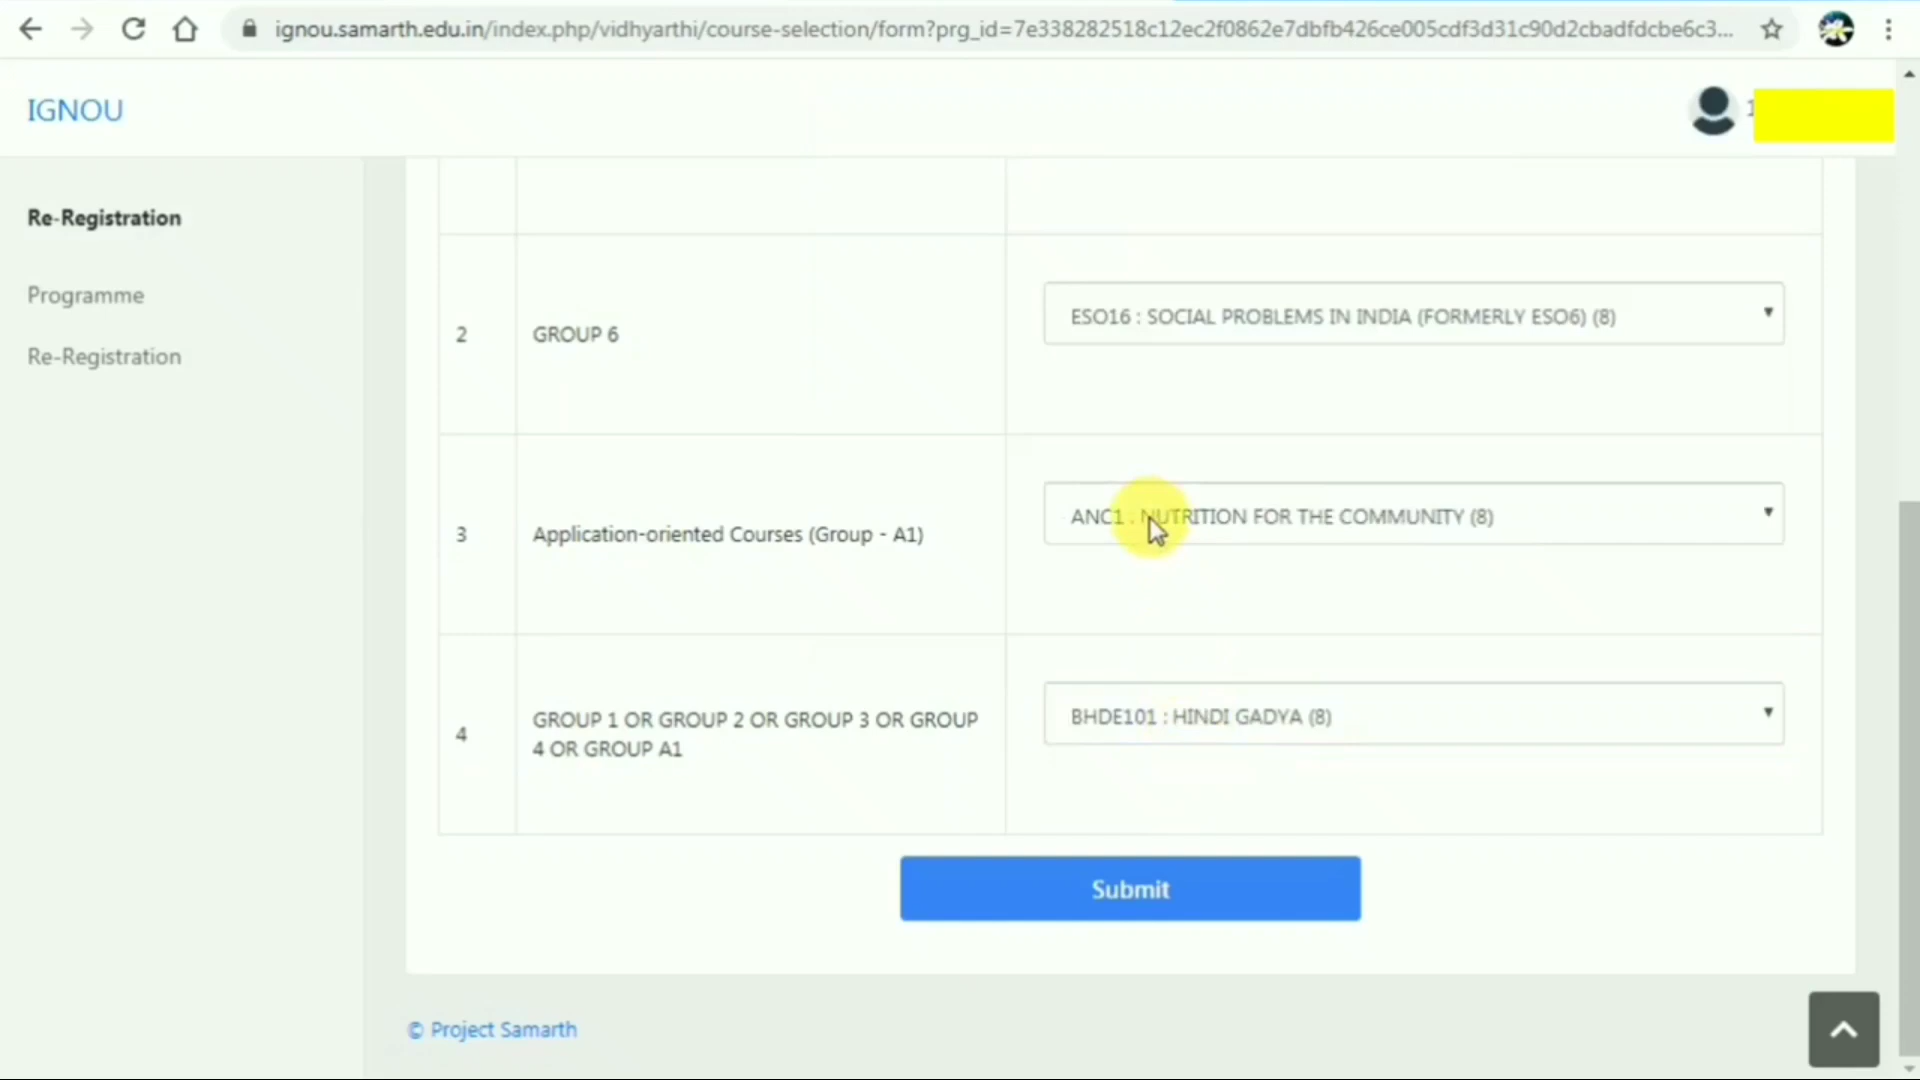 ignou.samarth.edu.in/index.php/vidhyarthi/course-selection/form?prg_id=7e338282518c12ec2f0862e7dbfb426ce005cdf3d31c90d2cbadfdcbe6c3...
IGNOU
Re-Registration
Programme
Re-Registration
2
GROUP 6
ESO16 : SOCIAL PROBLEMS IN INDIA (FORMERLY ESO6) (8)
3
Application-oriented Courses (Group - A1)
ANC1 : NUTRITION FOR THE COMMUNITY (8)
4
GROUP 1 OR GROUP 2 OR GROUP 3 OR GROUP
4 OR GROUP A1
BHDE101 : HINDI GADYA (8)
Submit
© Project Samarth